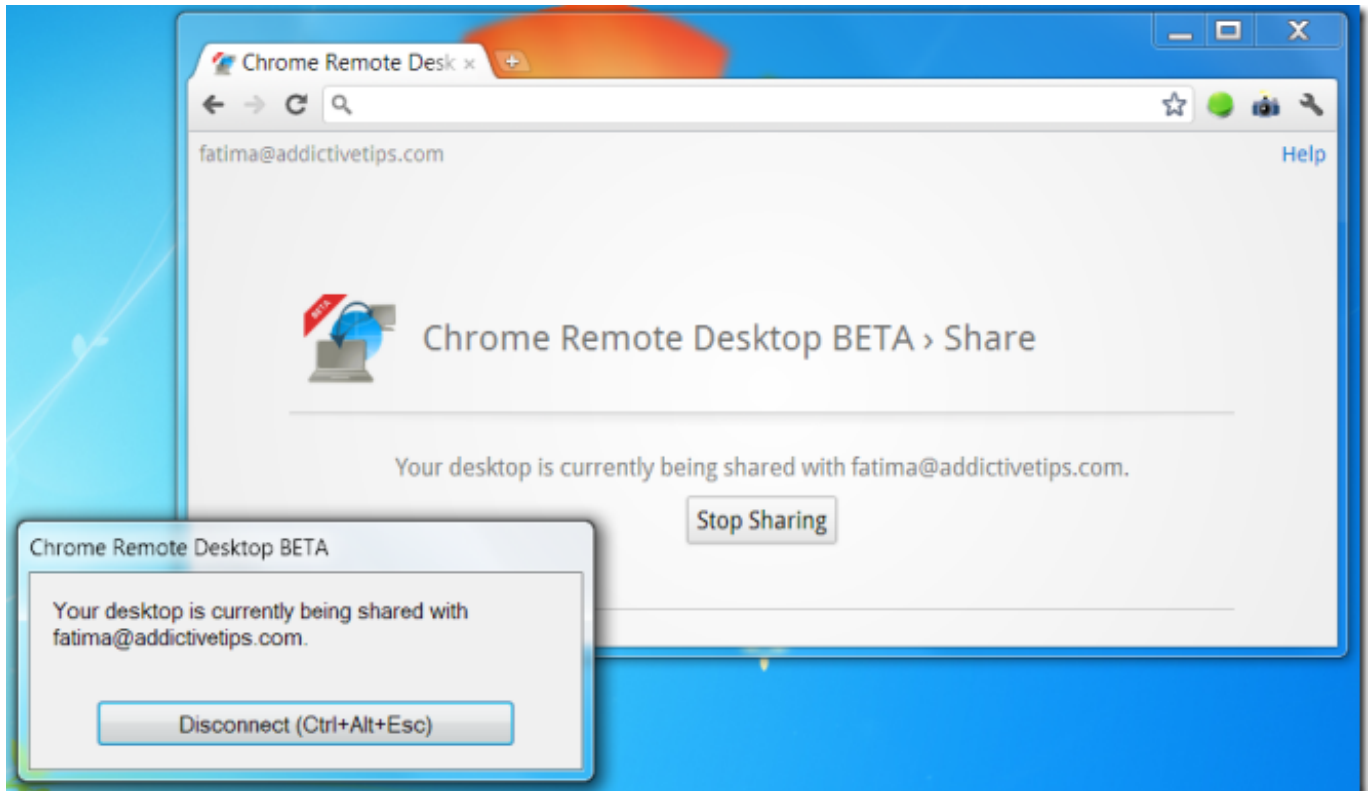 Chrome Remote Desk
fatima@addictivetips.com
Help
BETA
Chrome Remote Desktop BETA › Share
Your desktop is currently being shared with fatima@addictivetips.com.
Stop Sharing
Chrome Remote Desktop BETA
Your desktop is currently being shared with
fatima@addictivetips.com.
Disconnect (Ctrl+Alt+Esc)